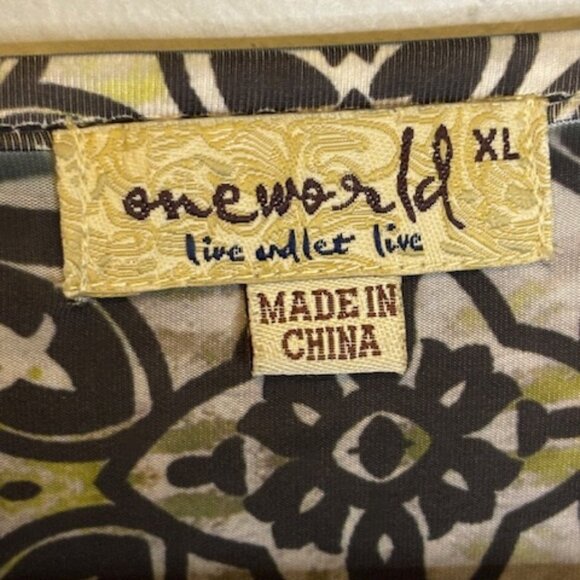 oneworld
XL
live and let live
MADE IN
CHINA